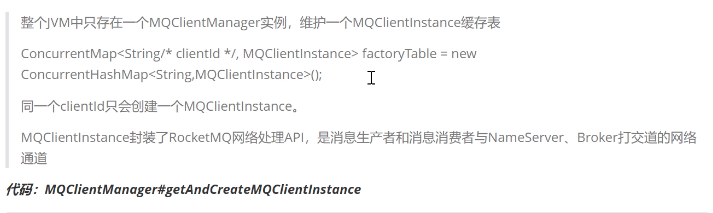 整个JVM中只存在一个MQClientManager实例，维护一个MQClientInstance缓存表
ConcurrentMap<String/* clientId */, MQClientInstance> factoryTable = new
ConcurrentHashMap<String,MQClientInstance>();
同一个clientId只会创建一个MQClientInstance。
MQClientInstance封装了RocketMQ网络处理API，是消息生产者和消息消费者与NameServer、Broker打交道的网络
通道
代码：MQClientManager#getAndCreateMQClientInstance